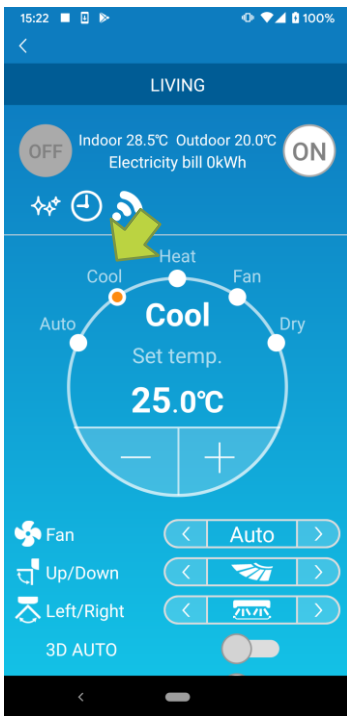 15:22 100%
LIVING
OFF Indoor 28.5℃ Outdoor 20.0℃ ON
Electricity bill 0kWh
Heat
Cool Fan
Auto Cool Dry
Set temp.
25.0℃
Fan Auto
Up/Down
Left/Right
3D AUTO